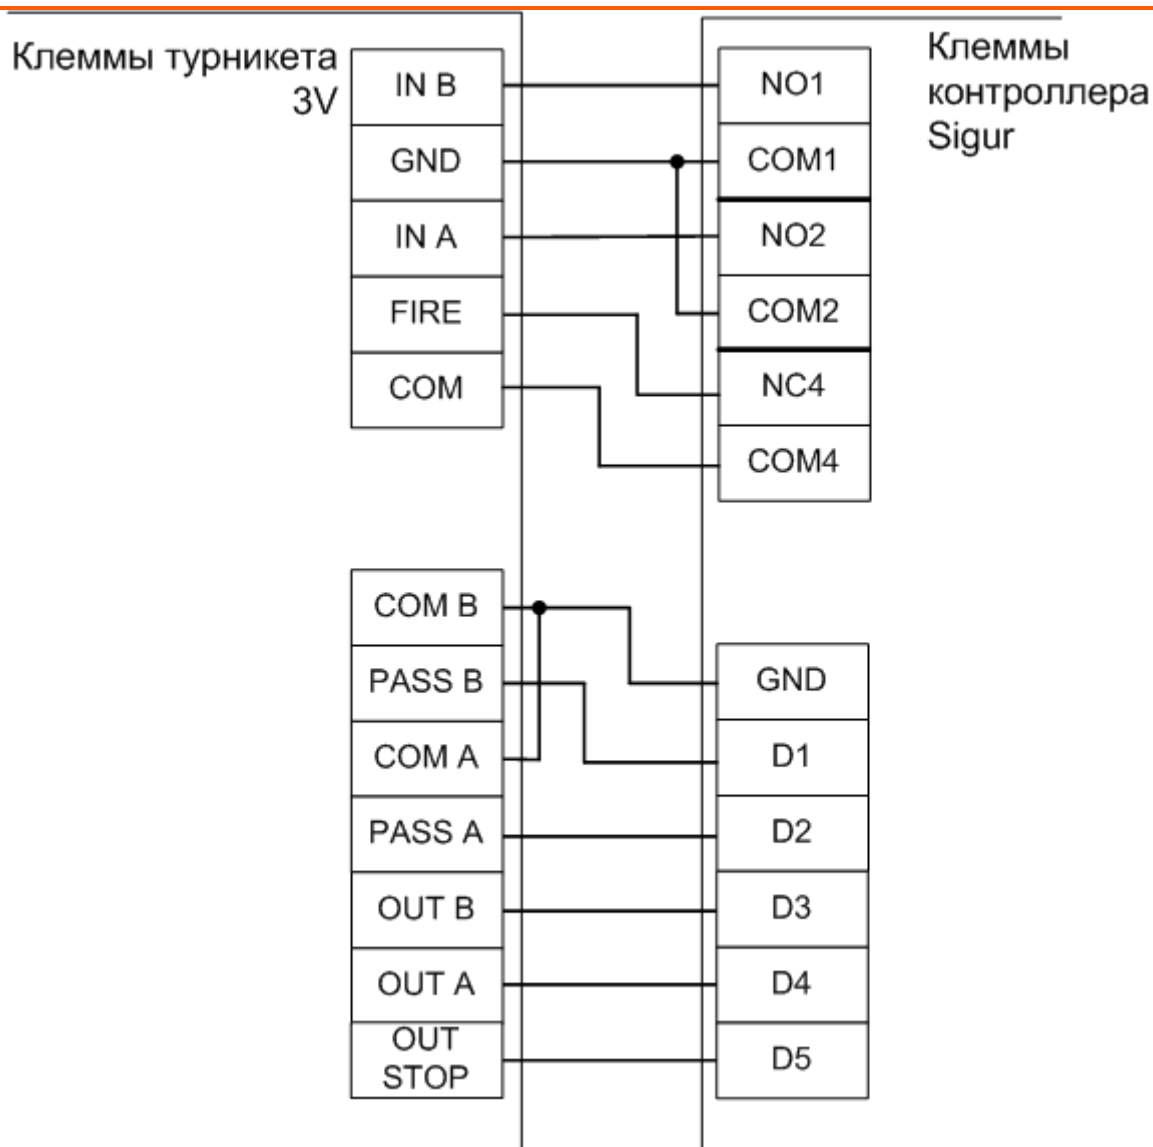 Клеммы турникета
3V
Клеммы
контроллера
Sigur
IN B
NO1
GND
COM1
IN A
NO2
FIRE
COM2
COM
NC4
COM4
COM B
PASS B
GND
COM A
D1
PASS A
D2
OUT B
D3
OUT A
D4
OUT
STOP
D5